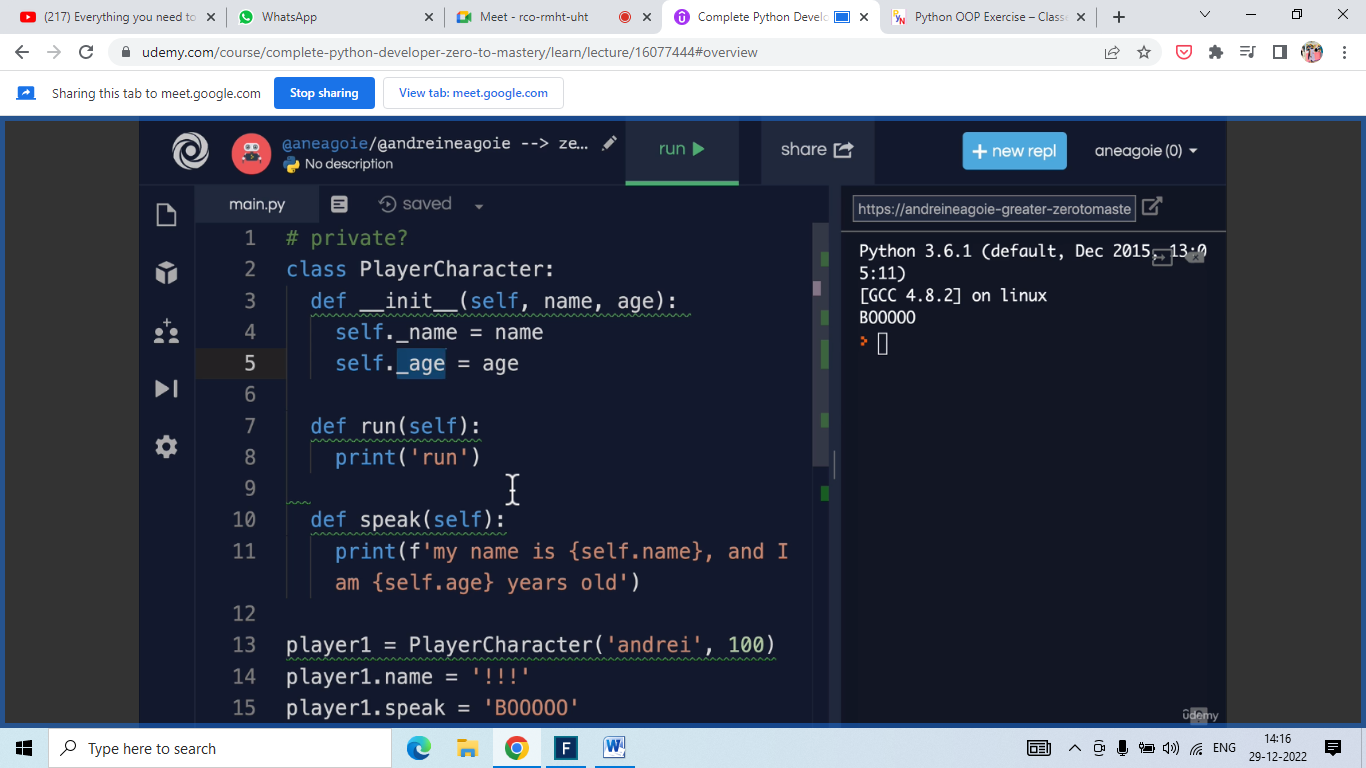 (217) Everything you need to
WhatsApp
Meet - rco-rmht-uht
Complete Python Develo
Python OOP Exercise – Classe
udemy.com/course/complete-python-developer-zero-to-mastery/learn/lecture/16077444#overview
Sharing this tab to meet.google.com
Stop sharing
View tab: meet.google.com
@aneagoie/@andreineagoie --> ze...
No description
run
share
+ new repl
aneagoie (0)
main.py
saved
https://andreineagoie-greater-zerotomaste
1 # private?
2 class PlayerCharacter:
3 def __init__(self, name, age):
4 self._name = name
5 self._age = age
6
7 def run(self):
8 print('run')
9
10 def speak(self):
11 print(f'my name is {self.name}, and I
am {self.age} years old')
12
13 player1 = PlayerCharacter('andrei', 100)
14 player1.name = '!!!'
15 player1.speak = 'BOOOOO'
Python 3.6.1 (default, Dec 2015, 13:0
5:11)
[GCC 4.8.2] on linux
BOOOOO
udemy
Type here to search
F
W
ENG
14:16
29-12-2022